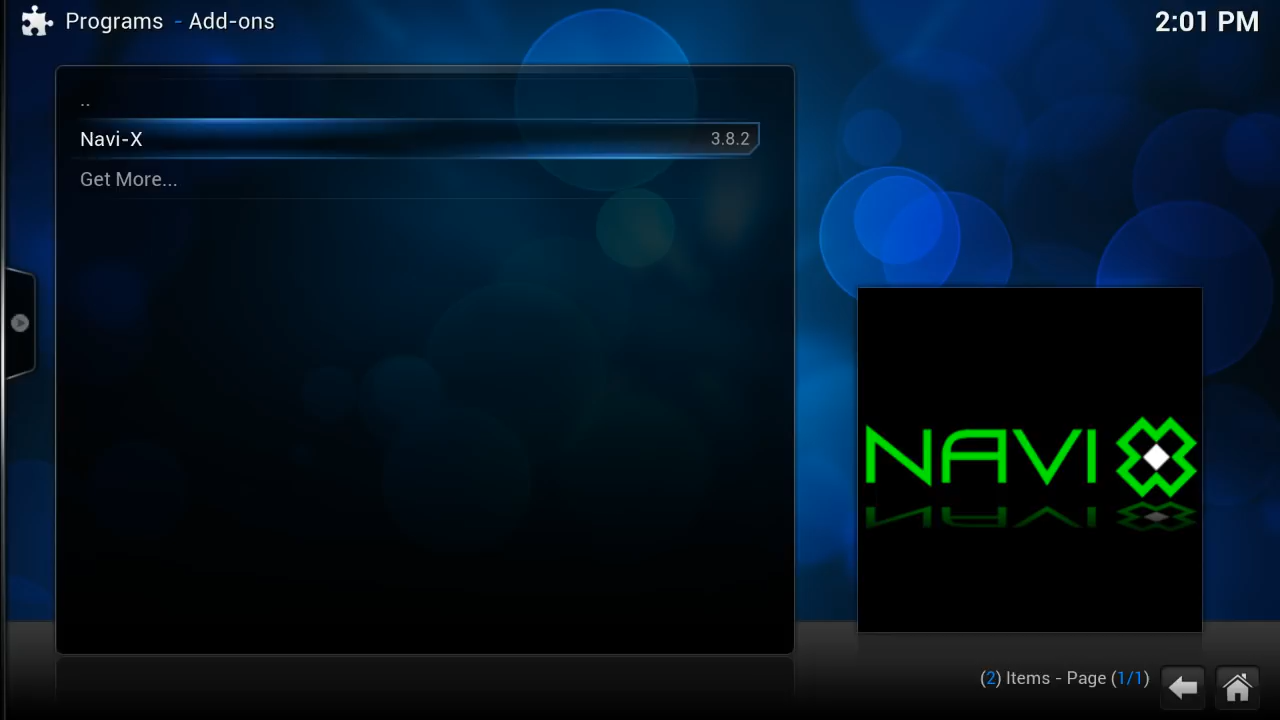 Programs - Add-ons
2:01 PM
..
Navi-X 3.8.2
Get More...
NAVI X
(2) Items - Page (1/1)